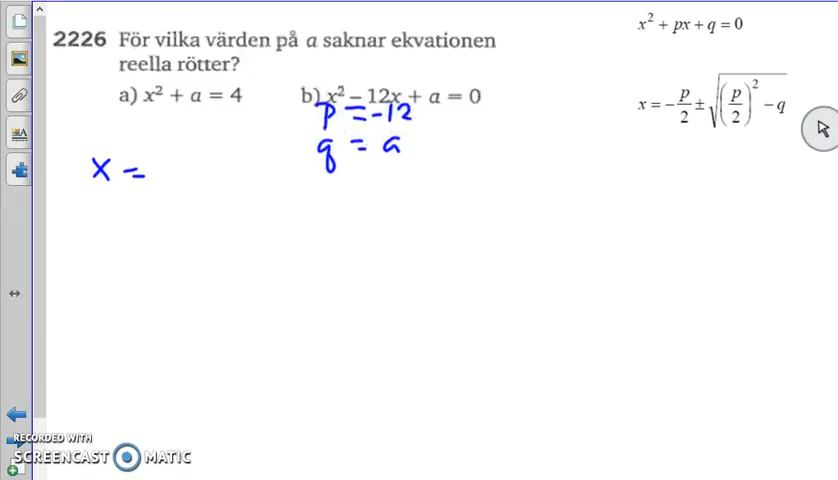 2226 För vilka värden på a saknar ekvationen
reella rötter?
a) x² + a = 4 b) x² – 12x + a = 0
p = -12
q = a
x =
x² + px + q = 0
x = -p/2 ± √((p/2)² - q)
RECORDED WITH
SCREENCAST MATIC